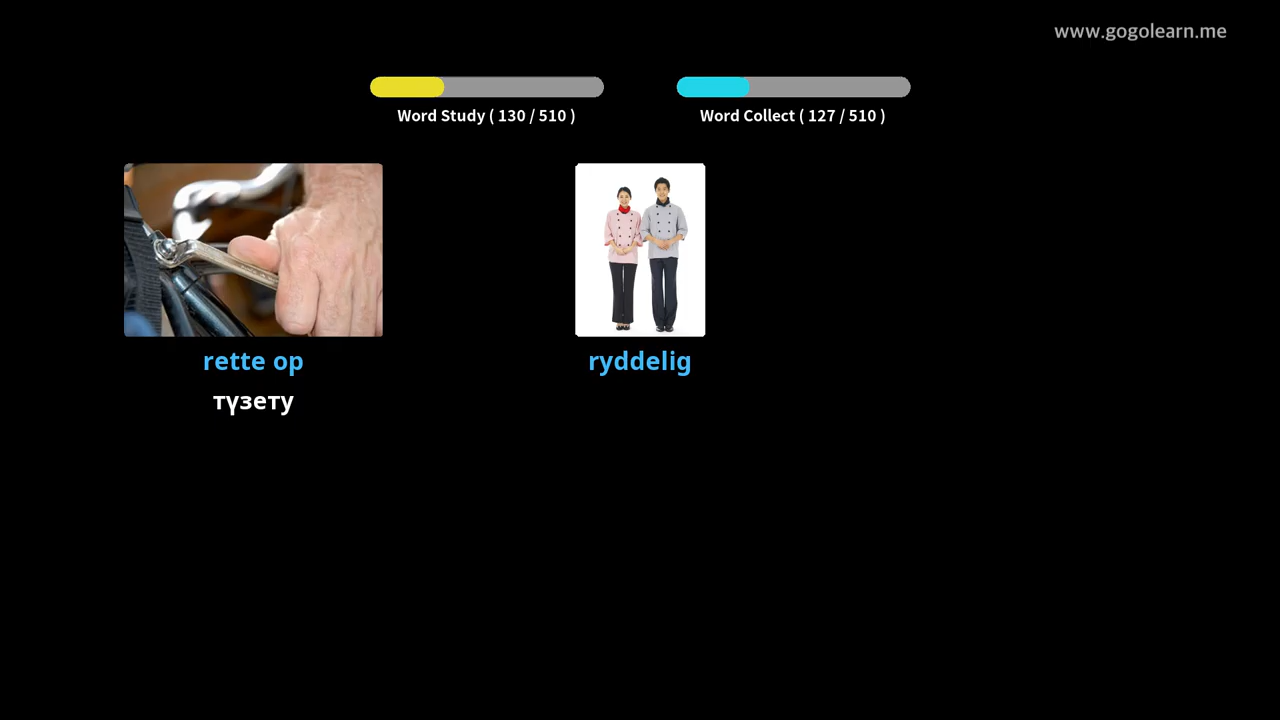 www.gogolearn.me
Word Study ( 130 / 510 )
Word Collect ( 127 / 510 )
rette op
түзету
ryddelig